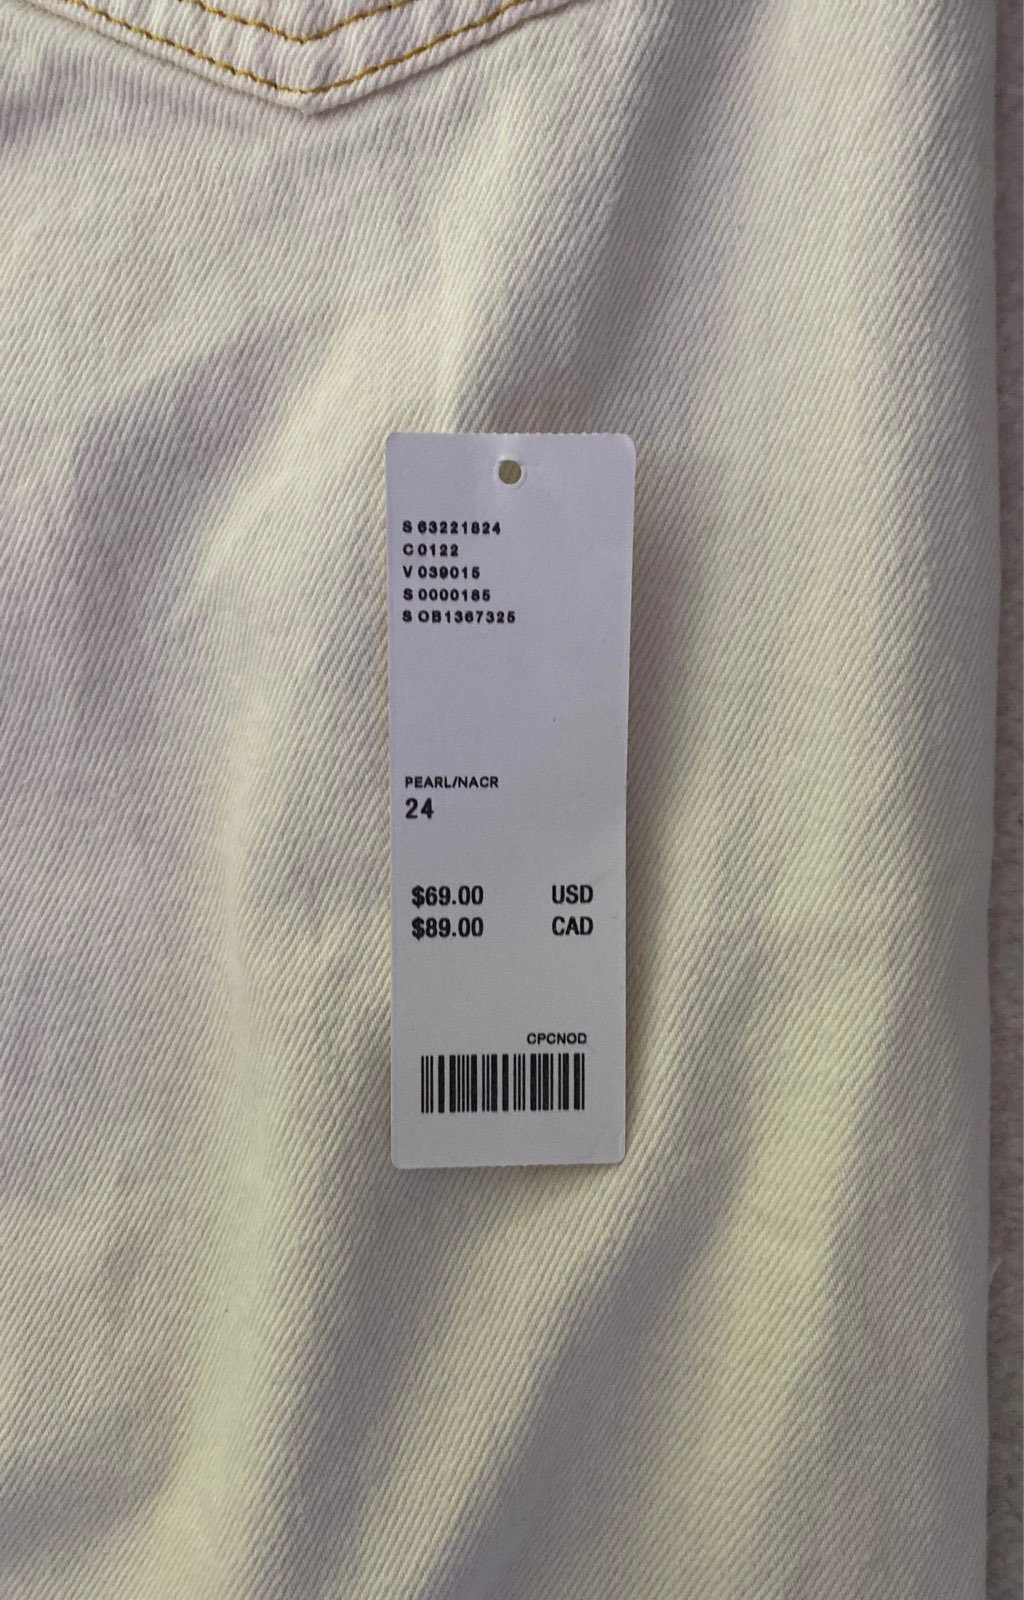 S 63221824
C 0122
V 039015
S 0000185
S OB1367325
PEARL/NACR
24
$69.00 USD
$89.00 CAD
CPCNOD